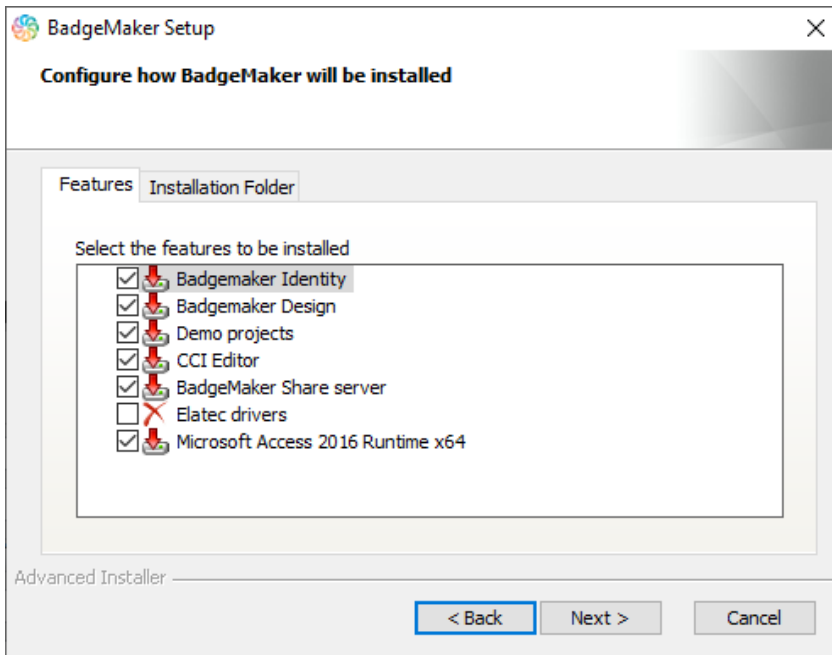 BadgeMaker Setup
Configure how BadgeMaker will be installed
Features
Installation Folder
Select the features to be installed
Badgemaker Identity
Badgemaker Design
Demo projects
CCI Editor
BadgeMaker Share server
Elatec drivers
Microsoft Access 2016 Runtime x64
Advanced Installer
< Back
Next >
Cancel